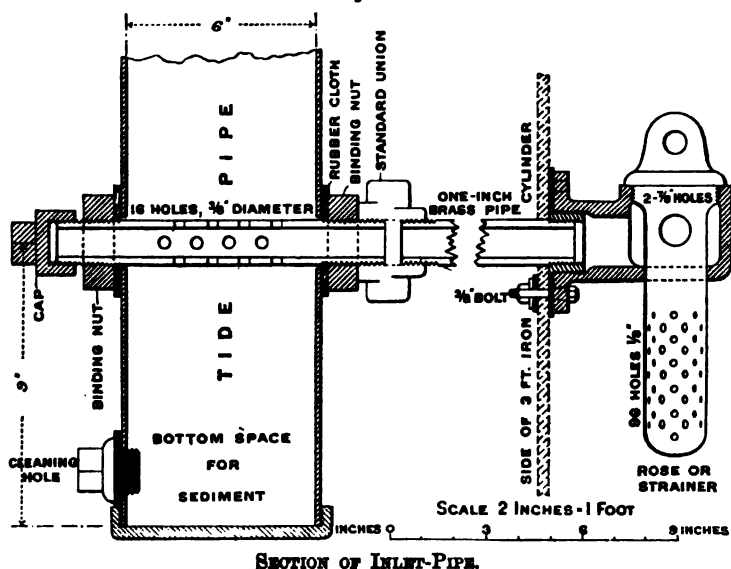 6"
TIDE PIPE
RUBBER CLOTH
BINDING NUT
STANDARD UNION
CYLINDER
16 HOLES, 3/8" DIAMETER
ONE-INCH
BRASS PIPE
2-7/8" HOLES
CAP
BINDING NUT
9"
3/8" BOLT
SIDE OF 3 FT. IRON
96 HOLES 1/8"
CLEANING
HOLE
BOTTOM SPACE
FOR
SEDIMENT
ROSE OR
STRAINER
SCALE 2 INCHES = 1 FOOT
INCHES 0 3 6 9 INCHES
SECTION OF INLET-PIPE.